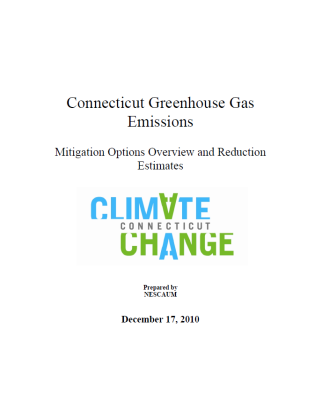 Connecticut Greenhouse Gas
Emissions
Mitigation Options Overview and Reduction
Estimates
CLIMATE
CONNECTICUT
CHANGE
Prepared by
NESCAUM
December 17, 2010